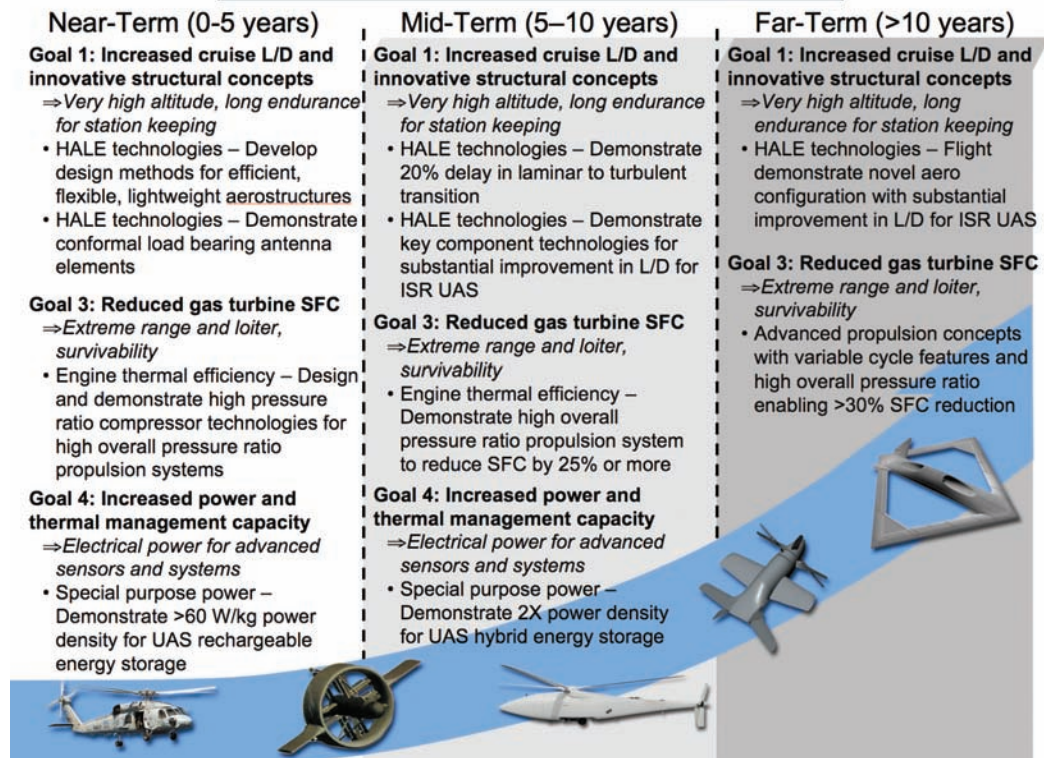 Near-Term (0-5 years)
Goal 1: Increased cruise L/D and
innovative structural concepts
⇒Very high altitude, long endurance
for station keeping
• HALE technologies – Develop
design methods for efficient,
flexible, lightweight aerostructures
• HALE technologies – Demonstrate
conformal load bearing antenna
elements
Goal 3: Reduced gas turbine SFC
⇒Extreme range and loiter,
survivability
• Engine thermal efficiency – Design
and demonstrate high pressure
ratio compressor technologies for
high overall pressure ratio
propulsion systems
Goal 4: Increased power and
thermal management capacity
⇒Electrical power for advanced
sensors and systems
• Special purpose power –
Demonstrate >60 W/kg power
density for UAS rechargeable
energy storage
Mid-Term (5–10 years)
Goal 1: Increased cruise L/D and
innovative structural concepts
⇒Very high altitude, long endurance
for station keeping
• HALE technologies – Demonstrate
20% delay in laminar to turbulent
transition
• HALE technologies – Demonstrate
key component technologies for
substantial improvement in L/D for
ISR UAS
Goal 3: Reduced gas turbine SFC
⇒Extreme range and loiter,
survivability
• Engine thermal efficiency –
Demonstrate high overall
pressure ratio propulsion system
to reduce SFC by 25% or more
Goal 4: Increased power and
thermal management capacity
⇒Electrical power for advanced
sensors and systems
• Special purpose power –
Demonstrate 2X power density
for UAS hybrid energy storage
Far-Term (>10 years)
Goal 1: Increased cruise L/D and
innovative structural concepts
⇒Very high altitude, long
endurance for station keeping
• HALE technologies – Flight
demonstrate novel aero
configuration with substantial
improvement in L/D for ISR UAS
Goal 3: Reduced gas turbine SFC
⇒Extreme range and loiter,
survivability
• Advanced propulsion concepts
with variable cycle features and
high overall pressure ratio
enabling >30% SFC reduction